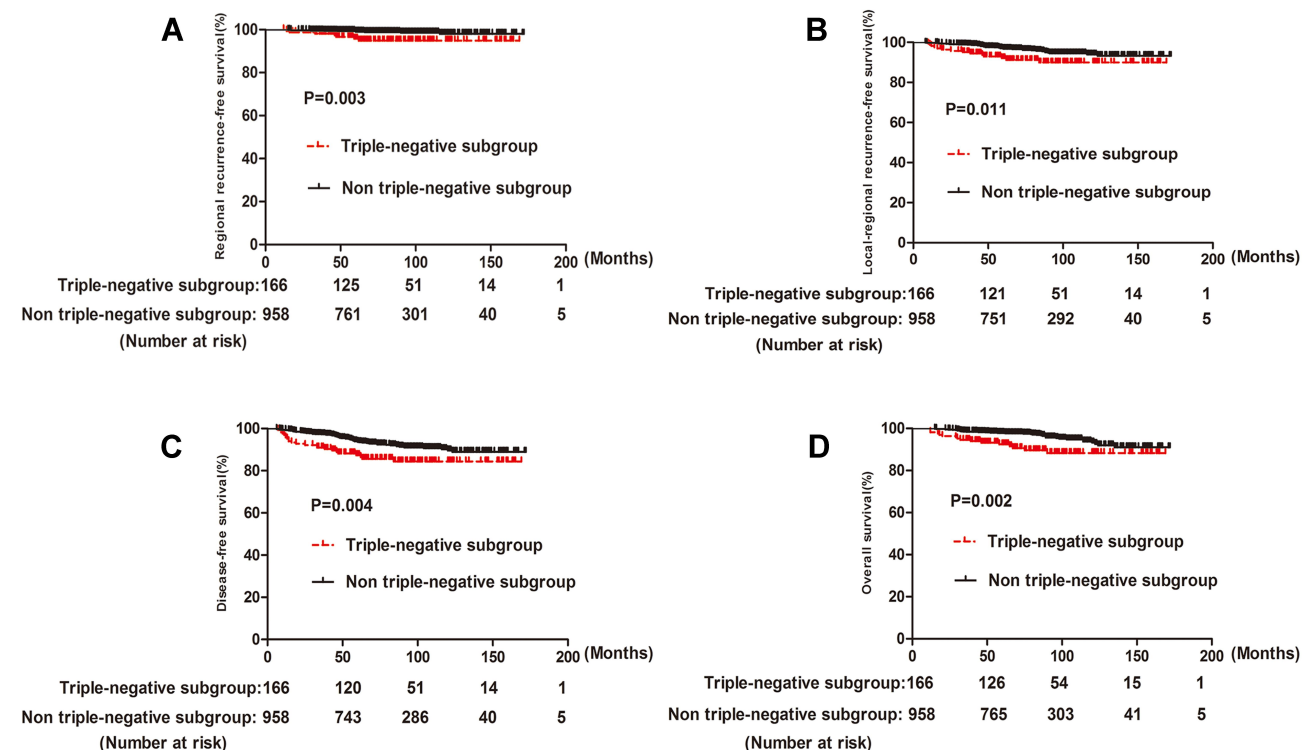 A
Regional recurrence-free survival(%)
100
80
60
40
20
0
P=0.003
Triple-negative subgroup
Non triple-negative subgroup
0 50 100 150 200 (Months)
Triple-negative subgroup:166 125 51 14 1
Non triple-negative subgroup: 958 761 301 40 5
(Number at risk)
B
Local-regional recurrence-free survival(%)
100
80
60
40
20
0
P=0.011
Triple-negative subgroup
Non triple-negative subgroup
0 50 100 150 200 (Months)
Triple-negative subgroup:166 121 51 14 1
Non triple-negative subgroup: 958 751 292 40 5
(Number at risk)
C
Disease-free survival(%)
100
80
60
40
20
0
P=0.004
Triple-negative subgroup
Non triple-negative subgroup
0 50 100 150 200 (Months)
Triple-negative subgroup:166 120 51 14 1
Non triple-negative subgroup: 958 743 286 40 5
(Number at risk)
D
Overall survival(%)
100
80
60
40
20
0
P=0.002
Triple-negative subgroup
Non triple-negative subgroup
0 50 100 150 200 (Months)
Triple-negative subgroup:166 126 54 15 1
Non triple-negative subgroup: 958 765 303 41 5
(Number at risk)